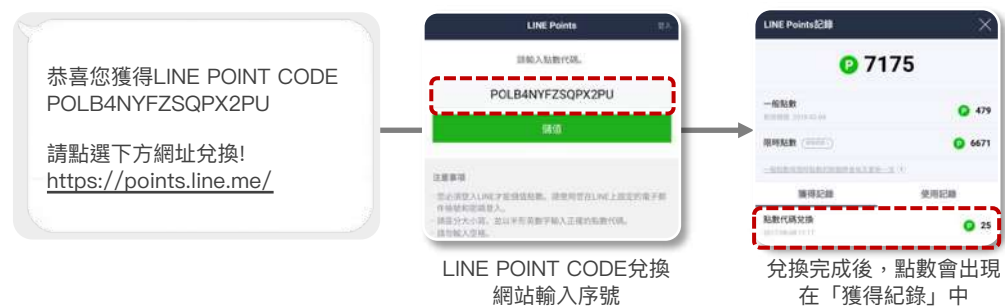 恭喜您獲得LINE POINT CODE
POLB4NYFZSQPX2PU
請點選下方網址兌換!
https://points.line.me/
LINE Points
登入
請輸入點數代碼。
POLB4NYFZSQPX2PU
儲值
注意事項
LINE POINT CODE兌換
網站輸入序號
LINE Points記錄
P 7175
一般點數
P 479
限時點數
P 6671
獲得記錄
使用記錄
點數代碼兌換
P 25
兌換完成後，點數會出現
在「獲得紀錄」中